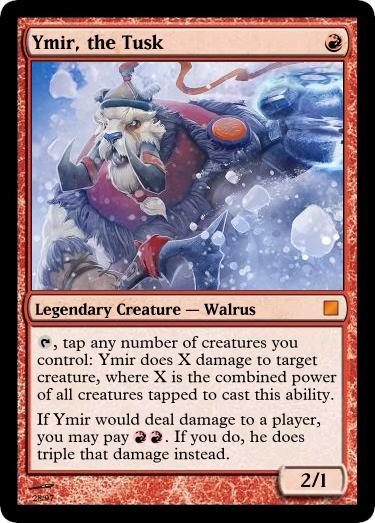 Ymir, the Tusk
Legendary Creature — Walrus
, tap any number of creatures you
control: Ymir does X damage to target
creature, where X is the combined power
of all creatures tapped to cast this ability.
If Ymir would deal damage to a player,
you may pay . If you do, he does
triple that damage instead.
2/1
28/97